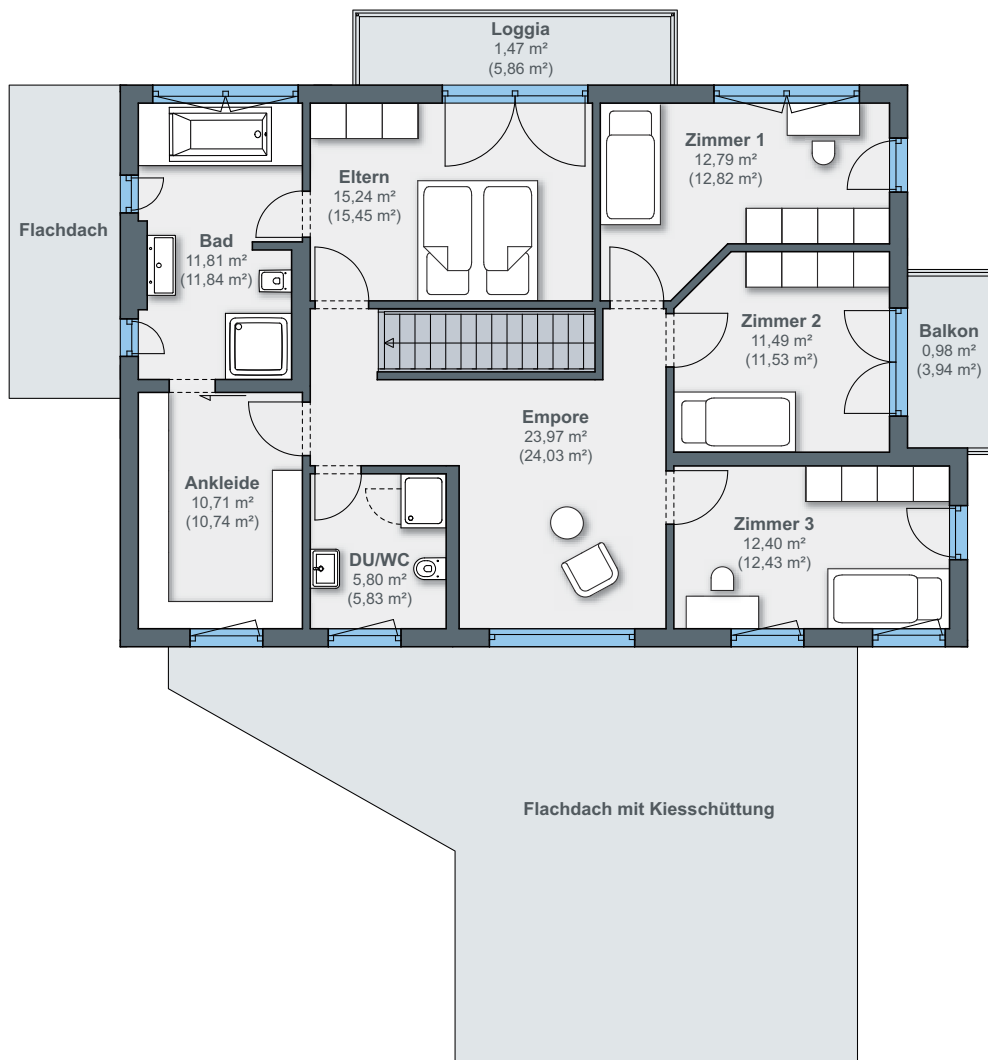 Loggia
1,47 m²
(5,86 m²)
Eltern
15,24 m²
(15,45 m²)
Zimmer 1
12,79 m²
(12,82 m²)
Flachdach
Bad
11,81 m²
(11,84 m²)
Zimmer 2
11,49 m²
(11,53 m²)
Balkon
0,98 m²
(3,94 m²)
Empore
23,97 m²
(24,03 m²)
Ankleide
10,71 m²
(10,74 m²)
Zimmer 3
12,40 m²
(12,43 m²)
DU/WC
5,80 m²
(5,83 m²)
Flachdach mit Kiesschüttung